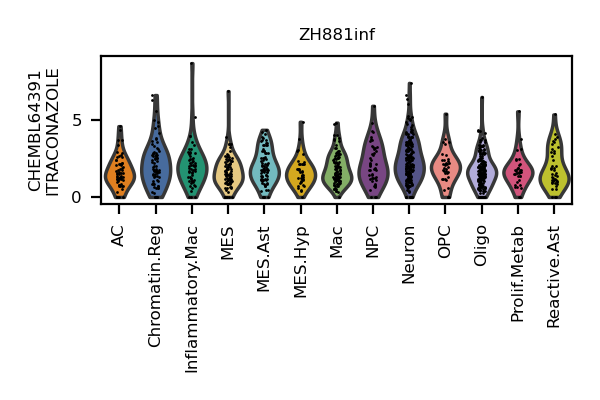 ZH881inf
CHEMBL64391
ITRACONAZOLE
5
0
AC
Chromatin.Reg
Inflammatory.Mac
MES
MES.Ast
MES.Hyp
Mac
NPC
Neuron
OPC
Oligo
Prolif.Metab
Reactive.Ast